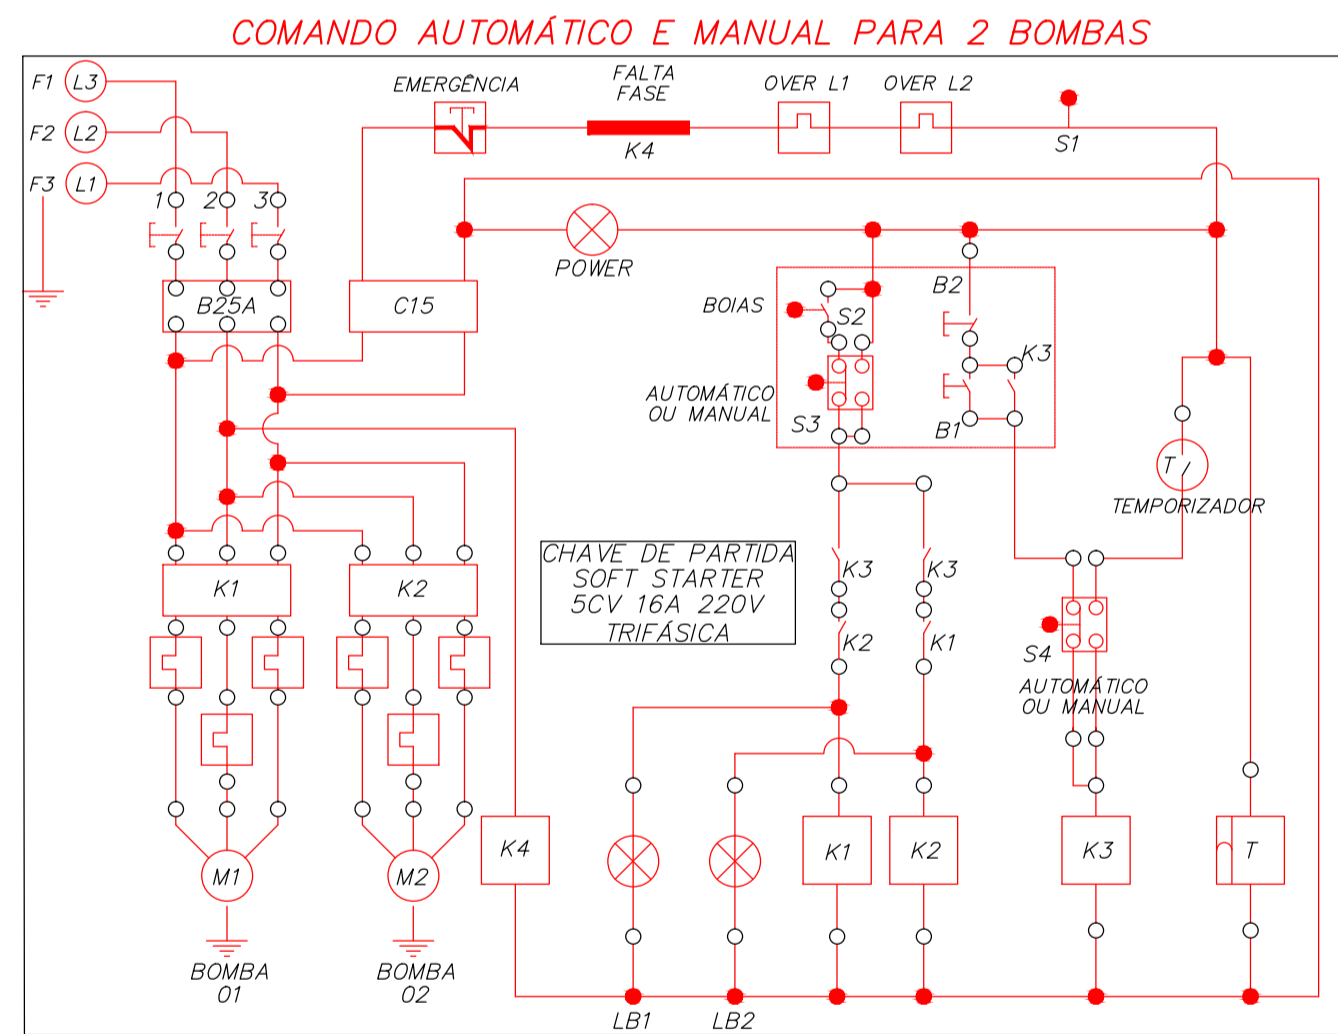 COMANDO AUTOMÁTICO E MANUAL PARA 2 BOMBAS
F1 L3
F2 L2
F3 L1
EMERGÊNCIA
FALTA
FASE
K4
OVER L1
OVER L2
S1
1 2 3
B25A
C15
POWER
BOIAS
S2
B2
K3
AUTOMÁTICO
OU MANUAL
S3
B1
T
TEMPORIZADOR
CHAVE DE PARTIDA
SOFT STARTER
5CV 16A 220V
TRIFÁSICA
K3
K3
K2
K1
K1
K2
S4
AUTOMÁTICO
OU MANUAL
K4
K1
K2
K3
T
M1
M2
BOMBA
01
BOMBA
02
LB1
LB2